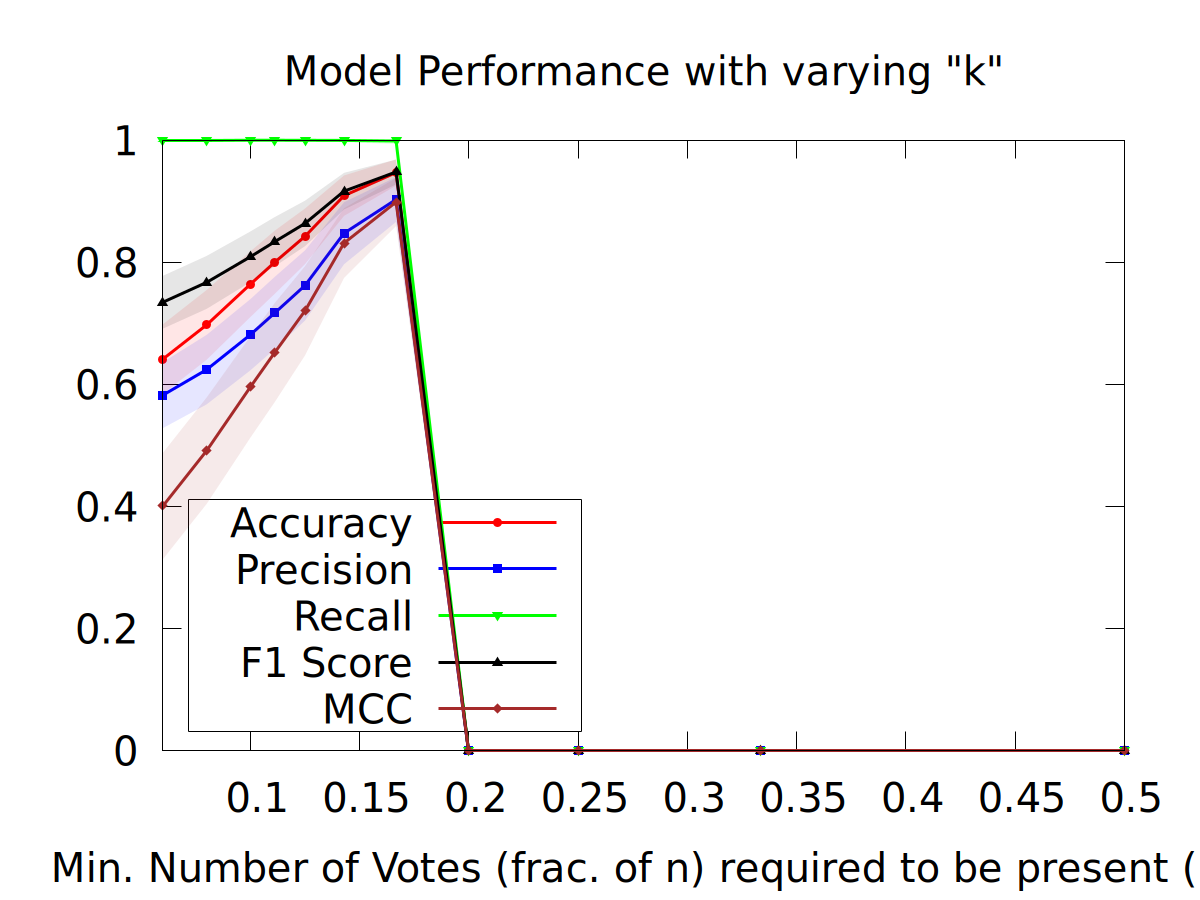 Model Performance with varying "k"
1
0.8
0.6
0.4
0.2
0
Accuracy
Precision
Recall
F1 Score
MCC
0.1 0.15 0.2 0.25 0.3 0.35 0.4 0.45 0.5
Min. Number of Votes (frac. of n) required to be present (